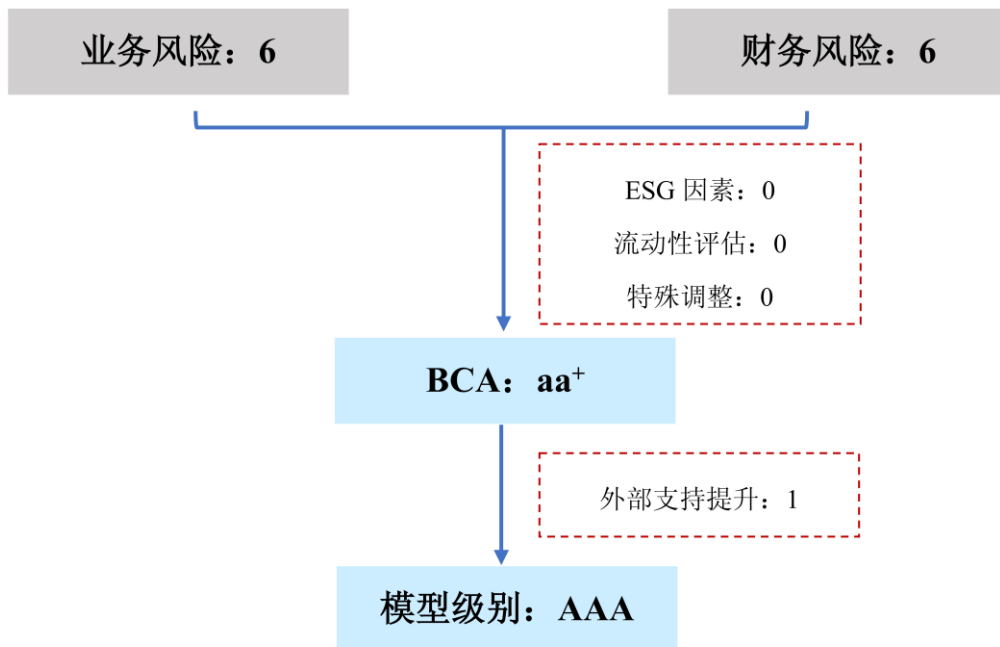 业务风险：6
财务风险：6
ESG 因素：0
流动性评估：0
特殊调整：0
BCA：aa⁺
外部支持提升：1
模型级别：AAA